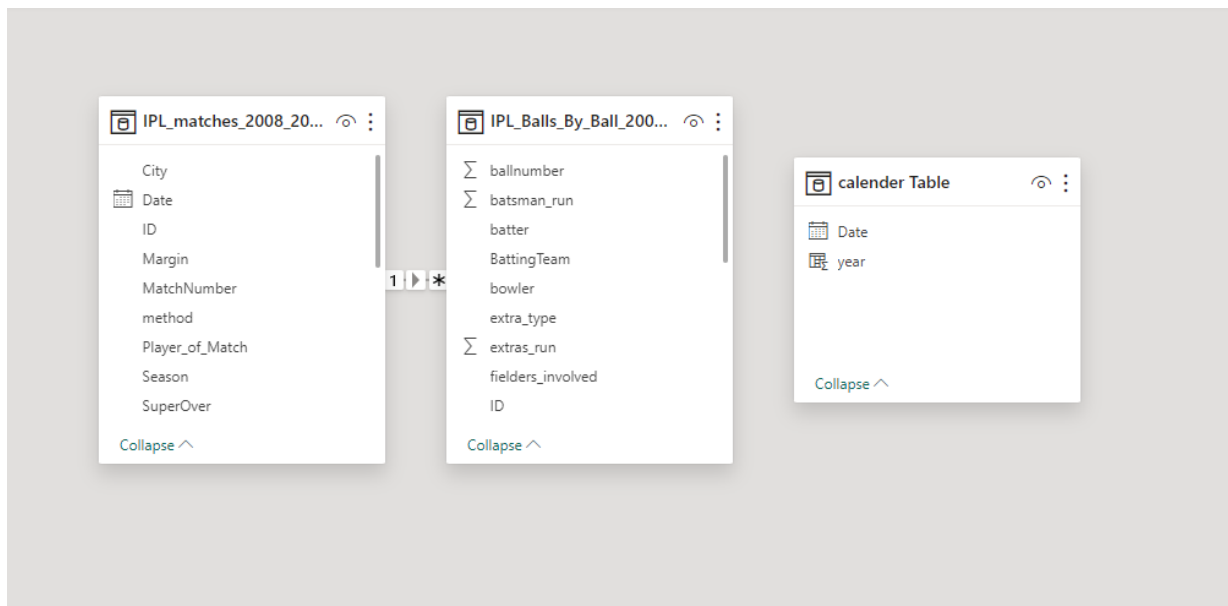 IPL_matches_2008_20...
City
Date
ID
Margin
MatchNumber
method
Player_of_Match
Season
SuperOver
Collapse
1
*
IPL_Balls_By_Ball_200...
ballnumber
batsman_run
batter
BattingTeam
bowler
extra_type
extras_run
fielders_involved
ID
Collapse
calender Table
Date
year
Collapse